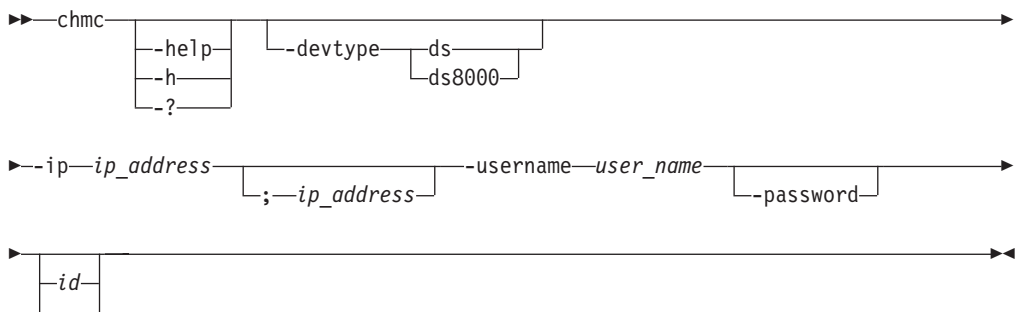 chmc -devtype ds
-help
-h
-?
ds8000
-ip ip_address -username user_name
; ip_address
-password
id